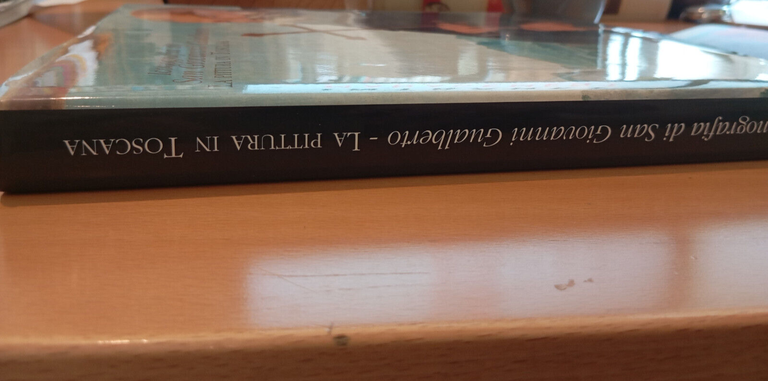 nografia di San Giovanni Gualberto - LA PITTURA IN TOSCANA